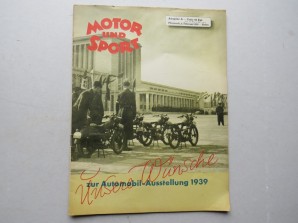 MOTOR
UND
SPORT
Unsere Wünsche
zur Automobil-Ausstellung 1939